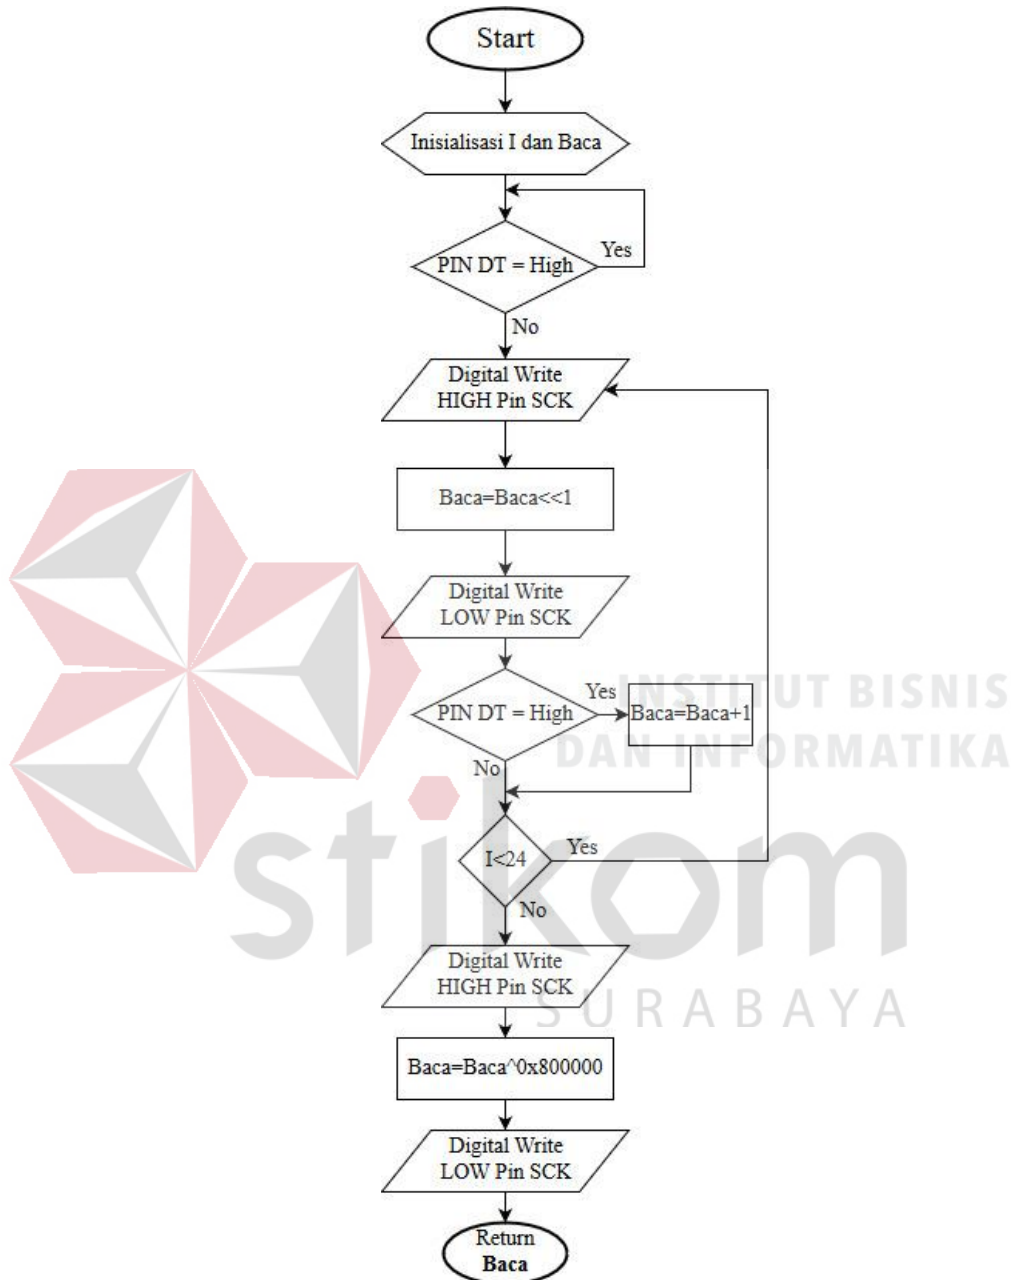 Start
Inisialisasi I dan Baca
PIN DT = High
Yes
No
Digital Write
HIGH Pin SCK
Baca=Baca<<1
Digital Write
LOW Pin SCK
PIN DT = High
Yes
Baca=Baca+1
No
I<24
Yes
No
Digital Write
HIGH Pin SCK
Baca=Baca^0x800000
Digital Write
LOW Pin SCK
Return
Baca
INSTITUT BISNIS
DAN INFORMATIKA
stikom
SURABAYA